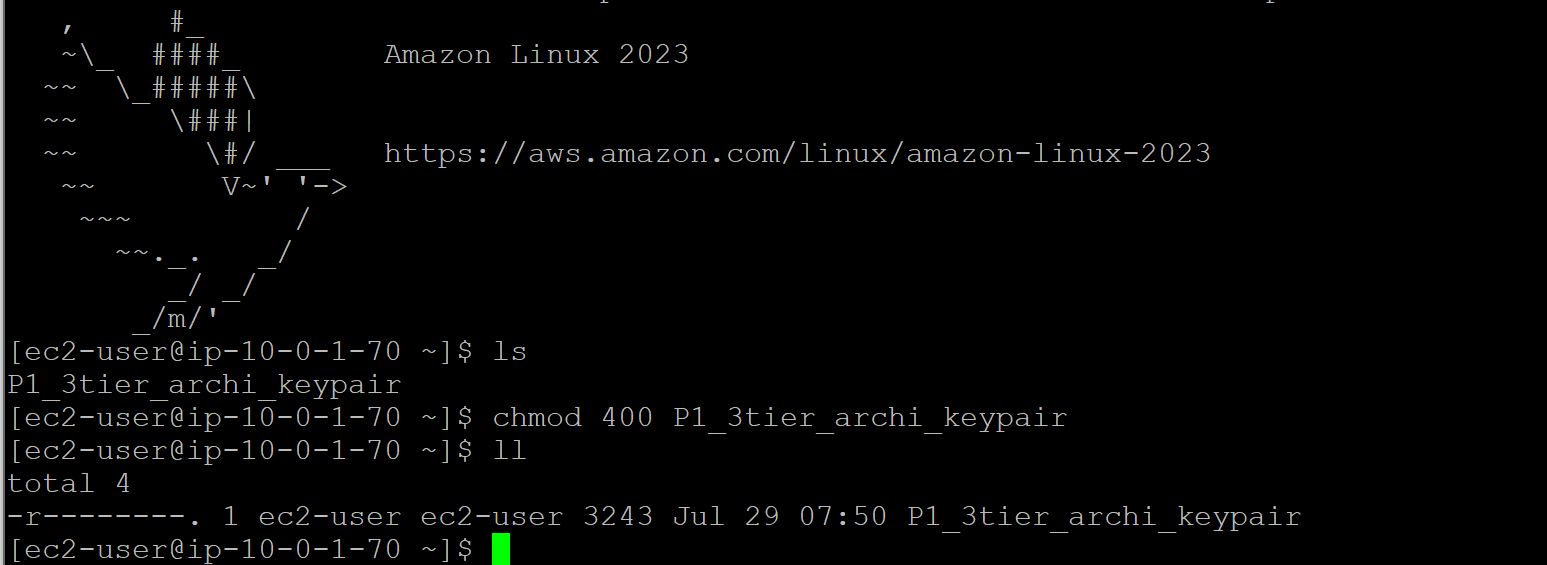 ,     #_
   ~\_  ####_        Amazon Linux 2023
  ~~  \_#####\
  ~~     \###|
  ~~       \#/ ___   https://aws.amazon.com/linux/amazon-linux-2023
   ~~       V~' '->
    ~~~         /
      ~~._.   _/
         _/ _/
       _/m/'
[ec2-user@ip-10-0-1-70 ~]$ ls
P1_3tier_archi_keypair
[ec2-user@ip-10-0-1-70 ~]$ chmod 400 P1_3tier_archi_keypair
[ec2-user@ip-10-0-1-70 ~]$ ll
total 4
-r--------. 1 ec2-user ec2-user 3243 Jul 29 07:50 P1_3tier_archi_keypair
[ec2-user@ip-10-0-1-70 ~]$